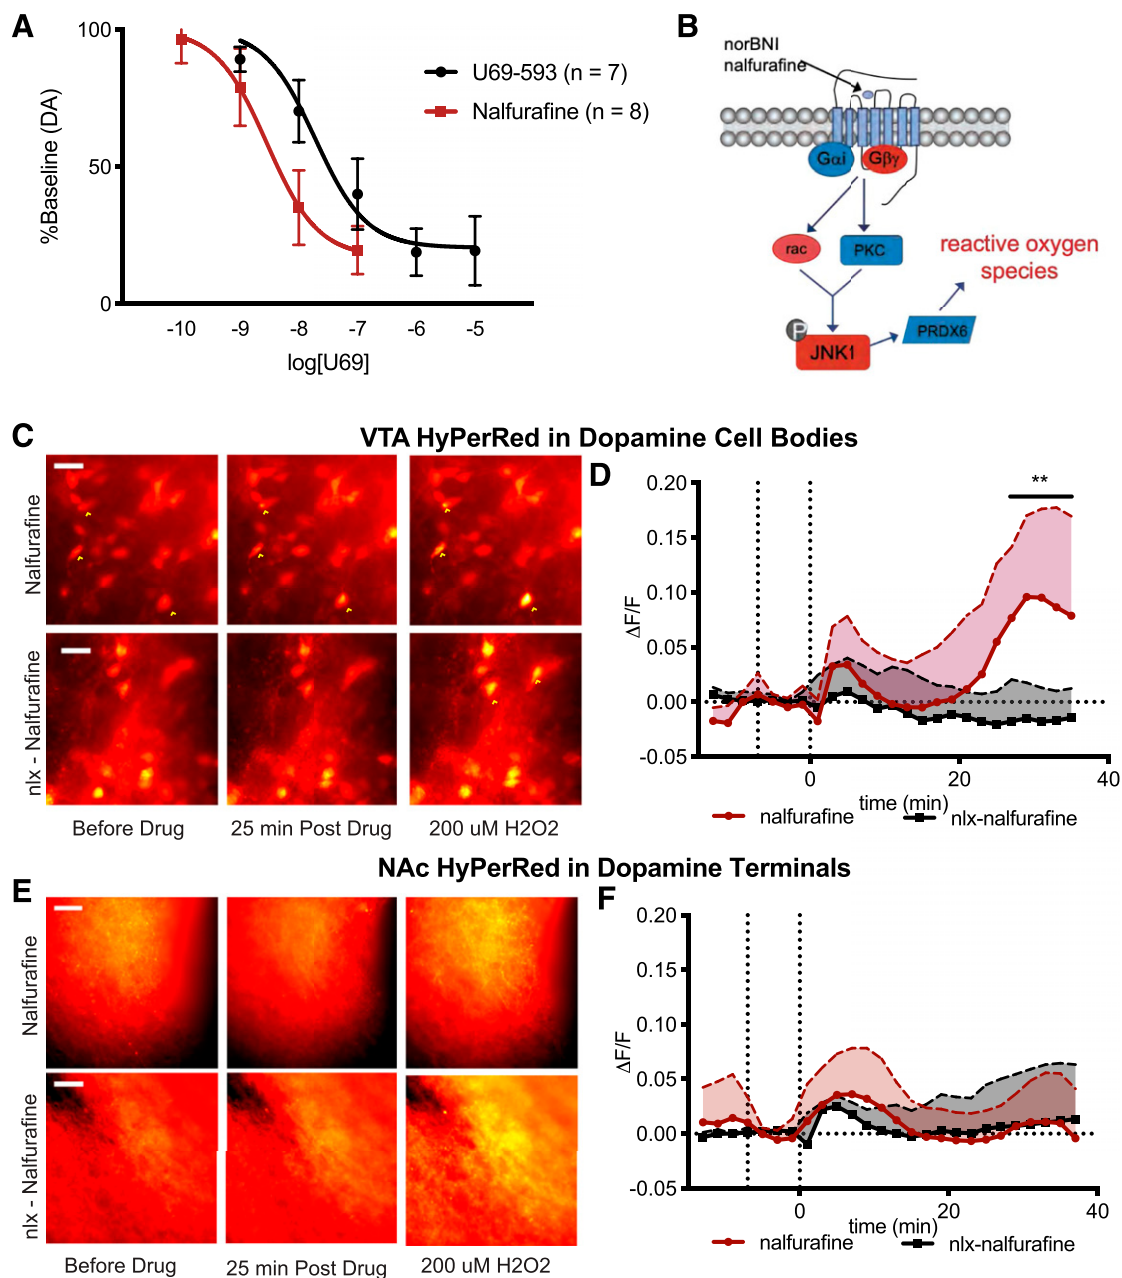 A
100
50
0
%Baseline (DA)
-10 -9 -8 -7 -6 -5
log[U69]
U69-593 (n = 7)
Nalfurafine (n = 8)
B
norBNI
nalfurafine
Gαi
Gβγ
rac
PKC
reactive oxygen
species
P
JNK1
PRDX6
C
VTA HyPerRed in Dopamine Cell Bodies
Nalfurafine
nlx - Nalfurafine
Before Drug
25 min Post Drug
200 uM H2O2
D
**
0.20
0.15
0.10
0.05
0.00
-0.05
ΔF/F
0 20 40
time (min)
nalfurafine
nlx-nalfurafine
NAc HyPerRed in Dopamine Terminals
E
Nalfurafine
nlx - Nalfurafine
Before Drug
25 min Post Drug
200 uM H2O2
F
0.20
0.15
0.10
0.05
0.00
-0.05
ΔF/F
0 20 40
time (min)
nalfurafine
nlx-nalfurafine